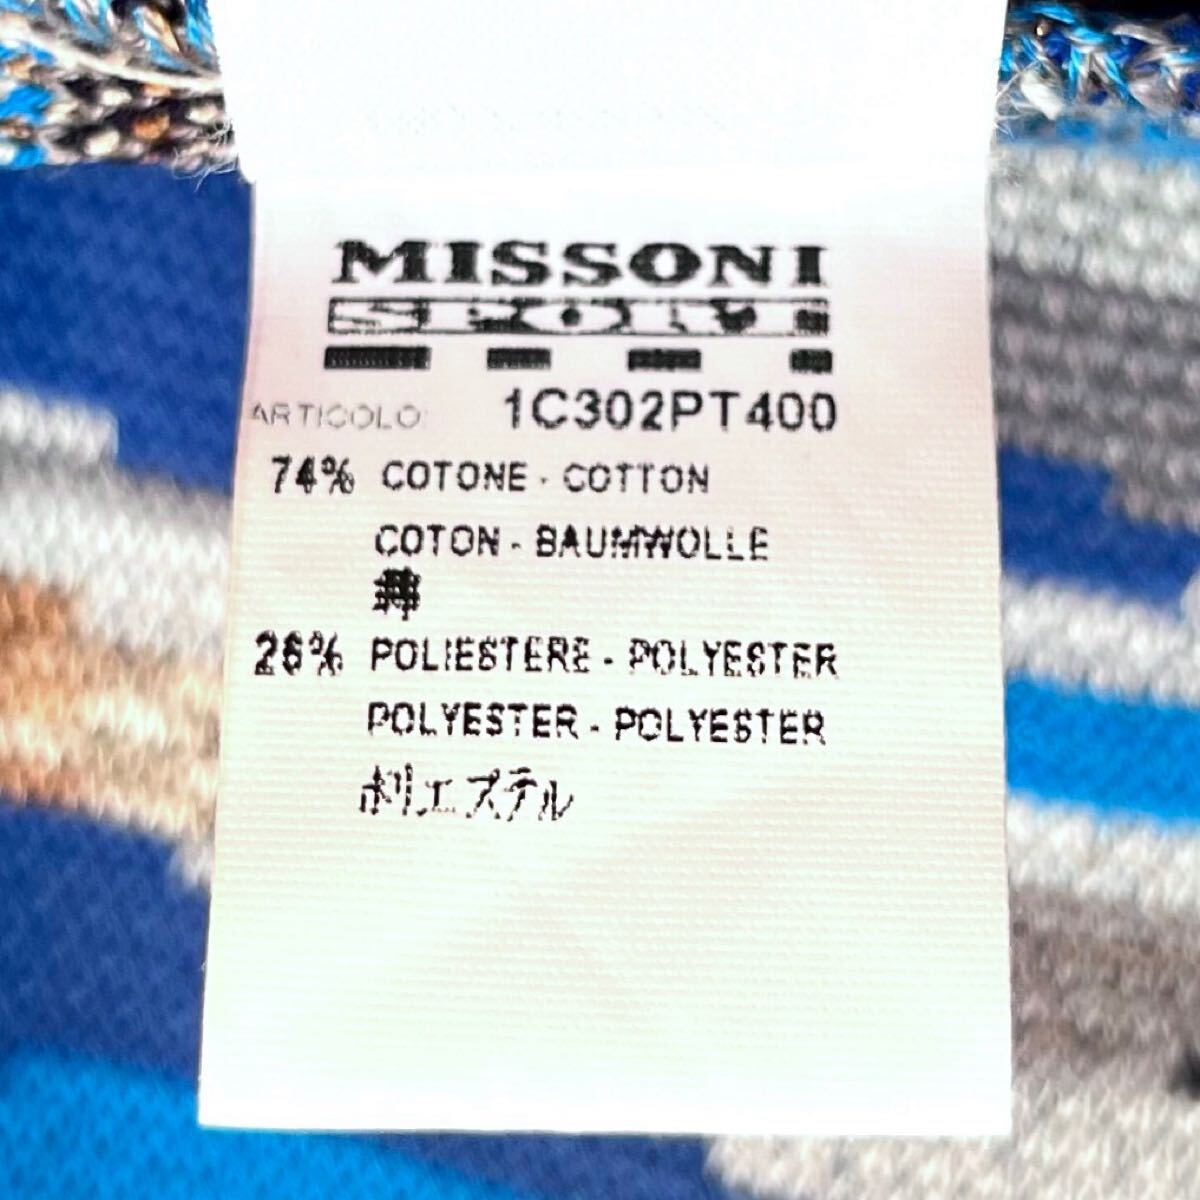 MISSONI
SPORT
ARTICOLO: 1C302PT400
74% COTONE - COTTON
COTON - BAUMWOLLE
綿
26% POLIESTERE - POLYESTER
POLYESTER - POLYESTER
ポリエステル